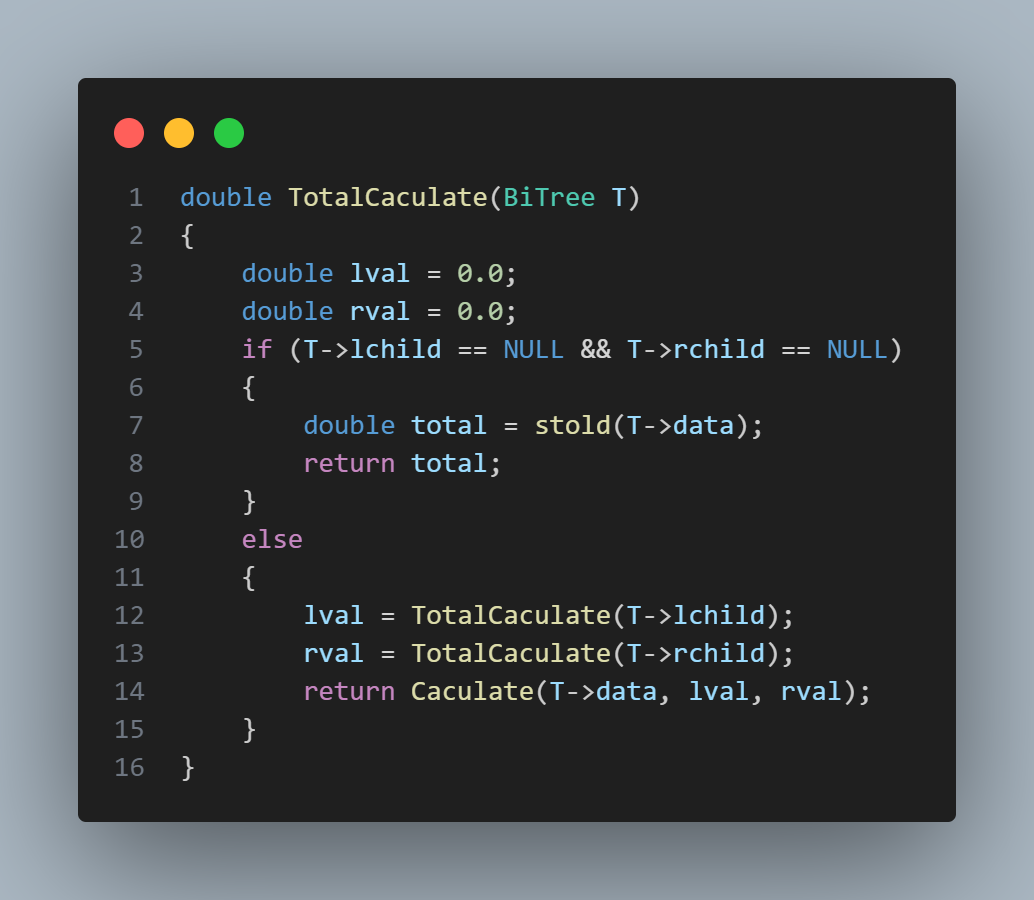 1 double TotalCaculate(BiTree T)
2 {
3     double lval = 0.0;
4     double rval = 0.0;
5     if (T->lchild == NULL && T->rchild == NULL)
6     {
7         double total = stold(T->data);
8         return total;
9     }
10     else
11     {
12         lval = TotalCaculate(T->lchild);
13         rval = TotalCaculate(T->rchild);
14         return Caculate(T->data, lval, rval);
15     }
16 }